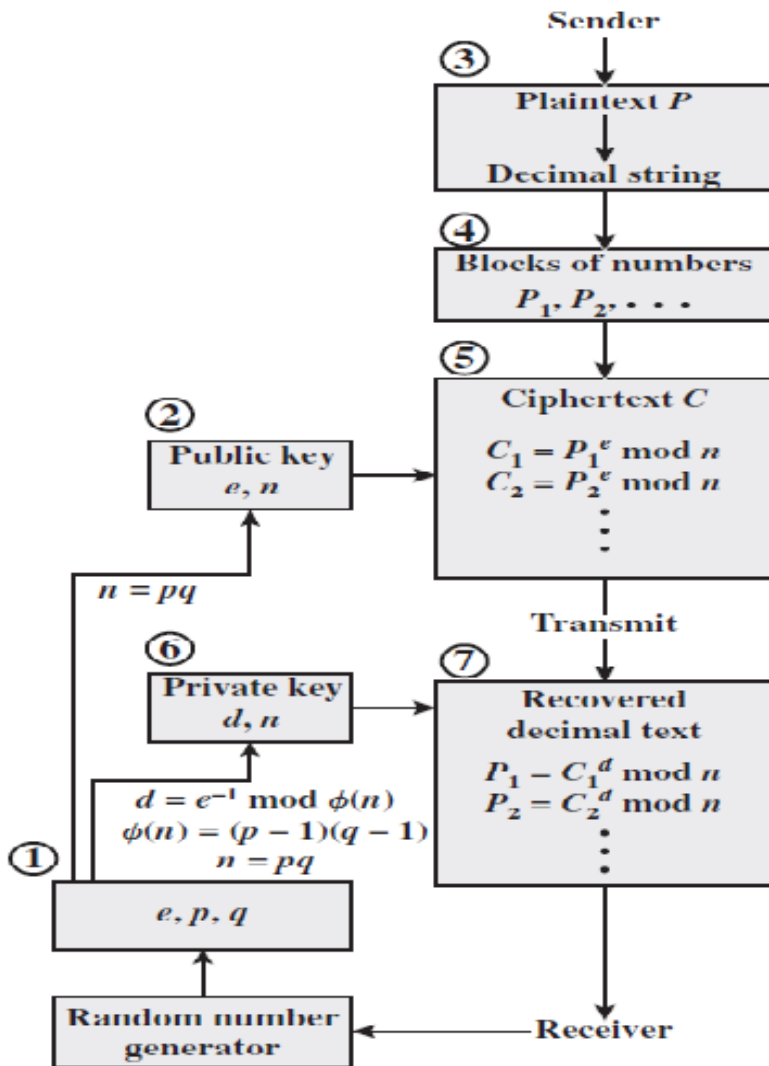 Sender
③
Plaintext P
Decimal string
④
Blocks of numbers
P₁, P₂, . . .
⑤
Ciphertext C
C₁ = P₁ᵉ mod n
C₂ = P₂ᵉ mod n
②
Public key
e, n
n = pq
Transmit
⑥
Private key
d, n
⑦
Recovered
decimal text
P₁ – C₁ᵈ mod n
P₂ = C₂ᵈ mod n
d = e⁻¹ mod ϕ(n)
ϕ(n) = (p – 1)(q – 1)
n = pq
①
e, p, q
Random number
generator
Receiver